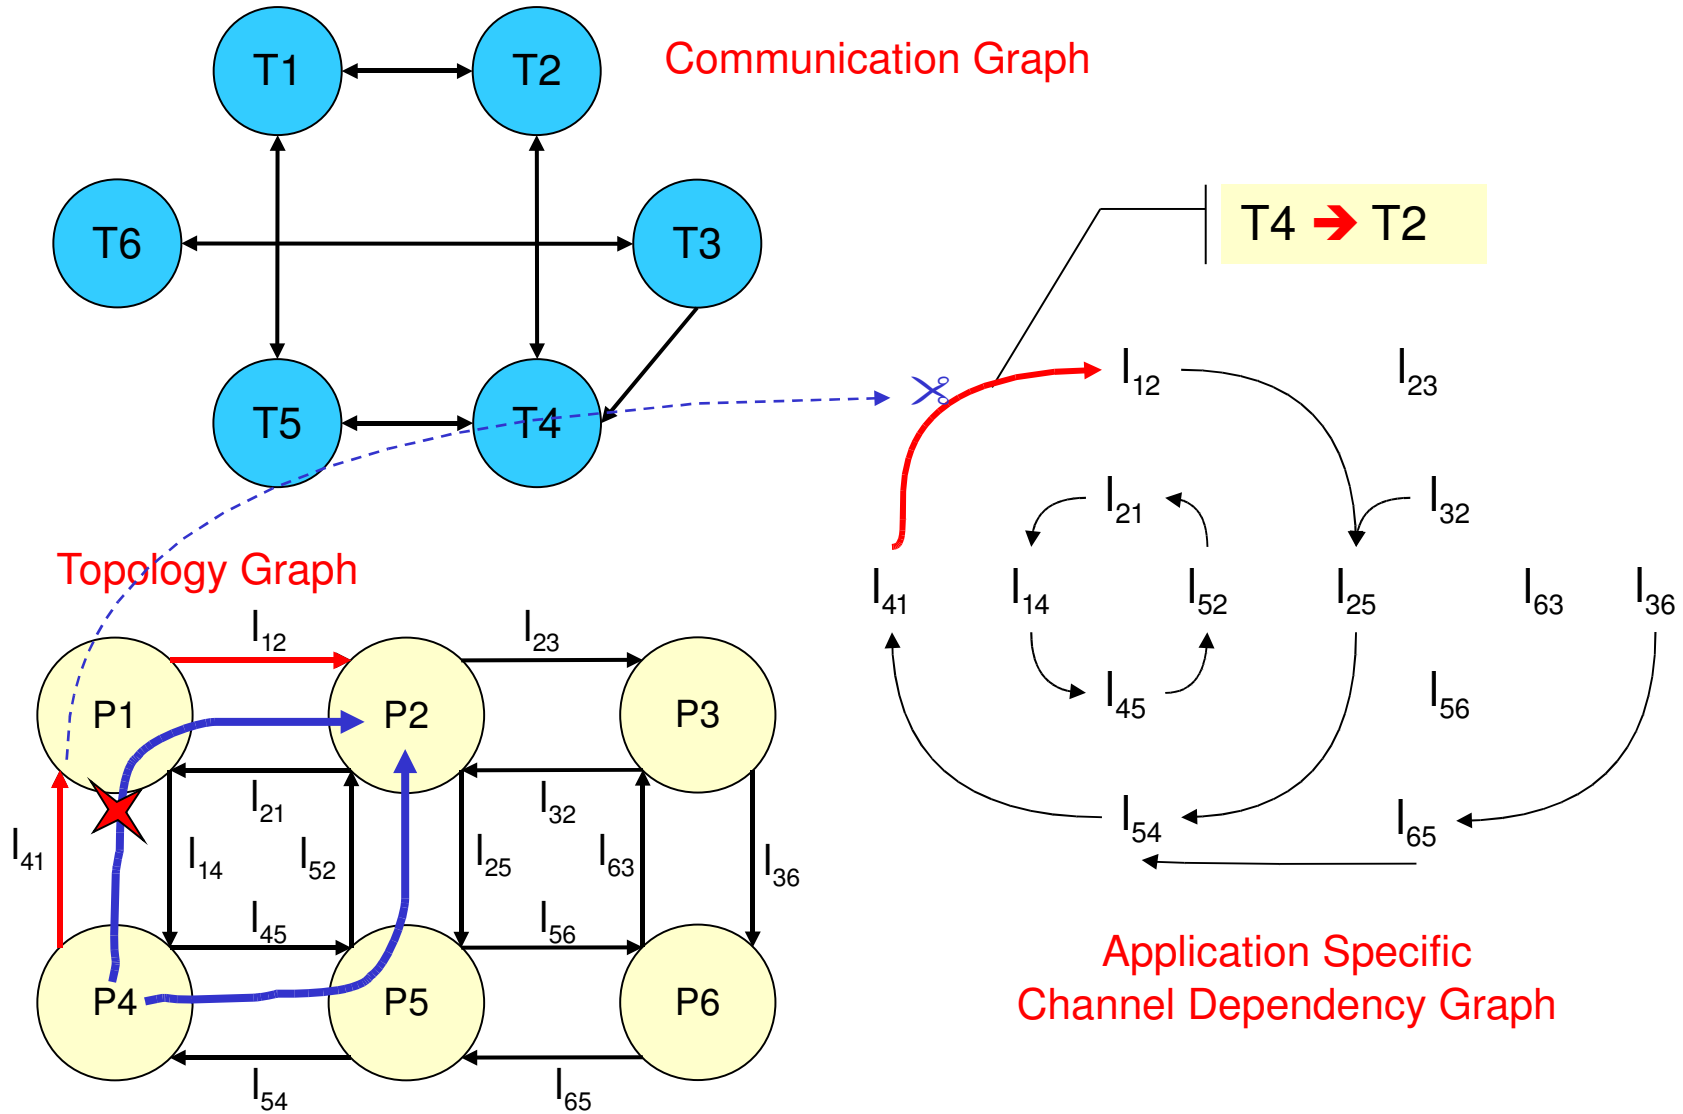 T1
T2
Communication Graph
T6
T3
T4 ➔ T2
T5
T4
l12
l23
l21
l32
l41
l14
l52
l25
l63
l36
l45
l56
l54
l65
Application Specific
Channel Dependency Graph
Topology Graph
l12
l23
P1
P2
P3
l21
l32
l41
l14
l52
l25
l63
l36
l45
l56
P4
P5
P6
l54
l65